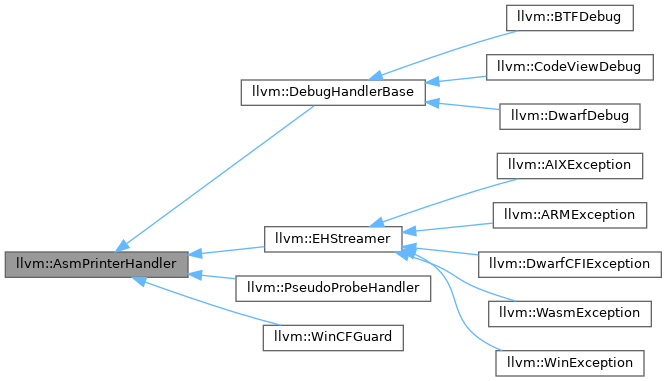 llvm::BTFDebug
llvm::CodeViewDebug
llvm::DebugHandlerBase
llvm::DwarfDebug
llvm::AIXException
llvm::ARMException
llvm::EHStreamer
llvm::AsmPrinterHandler
llvm::DwarfCFIException
llvm::PseudoProbeHandler
llvm::WasmException
llvm::WinCFGuard
llvm::WinException